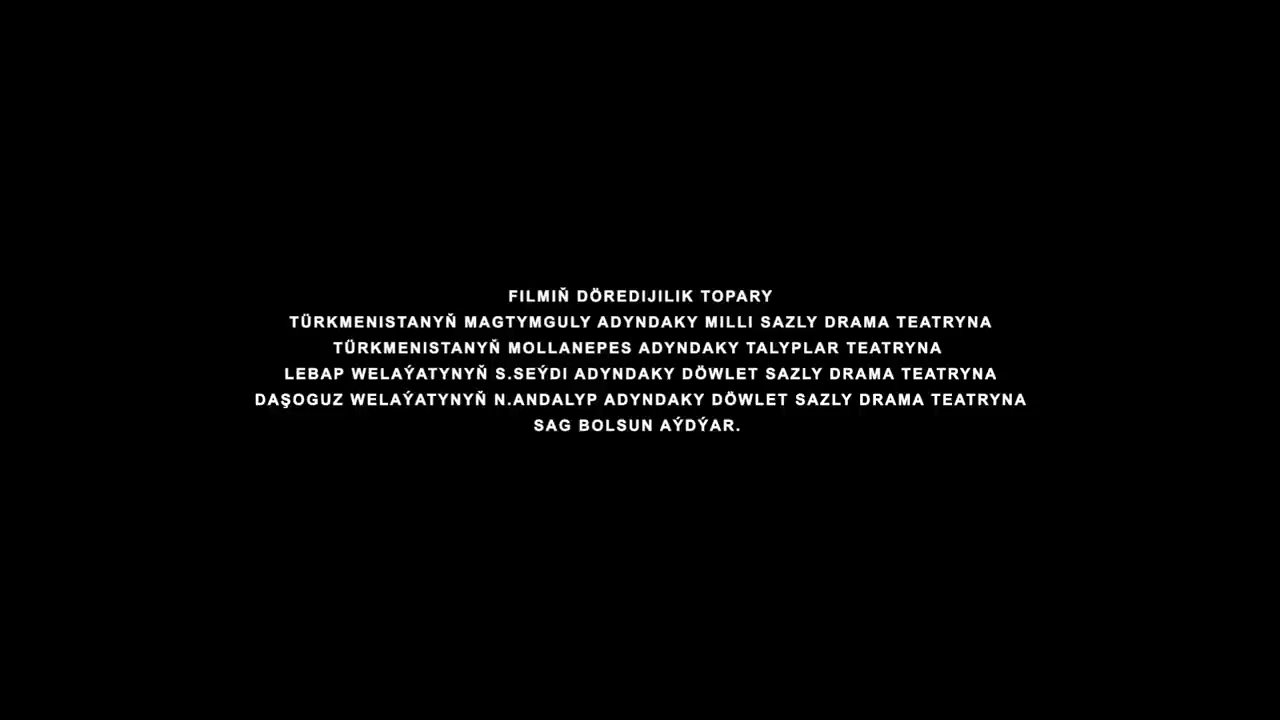 FILMIŇ DÖREDIJILIK TOPARY
TÜRKMENISTANYŇ MAGTYMGULY ADYNDAKY MILLI SAZLY DRAMA TEATRYNA
TÜRKMENISTANYŇ MOLLANEPES ADYNDAKY TALYPLAR TEATRYNA
LEBAP WELAÝATYNYŇ S.SEÝDI ADYNDAKY DÖWLET SAZLY DRAMA TEATRYNA
DAŞOGUZ WELAÝATYNYŇ N.ANDALYP ADYNDAKY DÖWLET SAZLY DRAMA TEATRYNA
SAG BOLSUN AÝDÝAR.